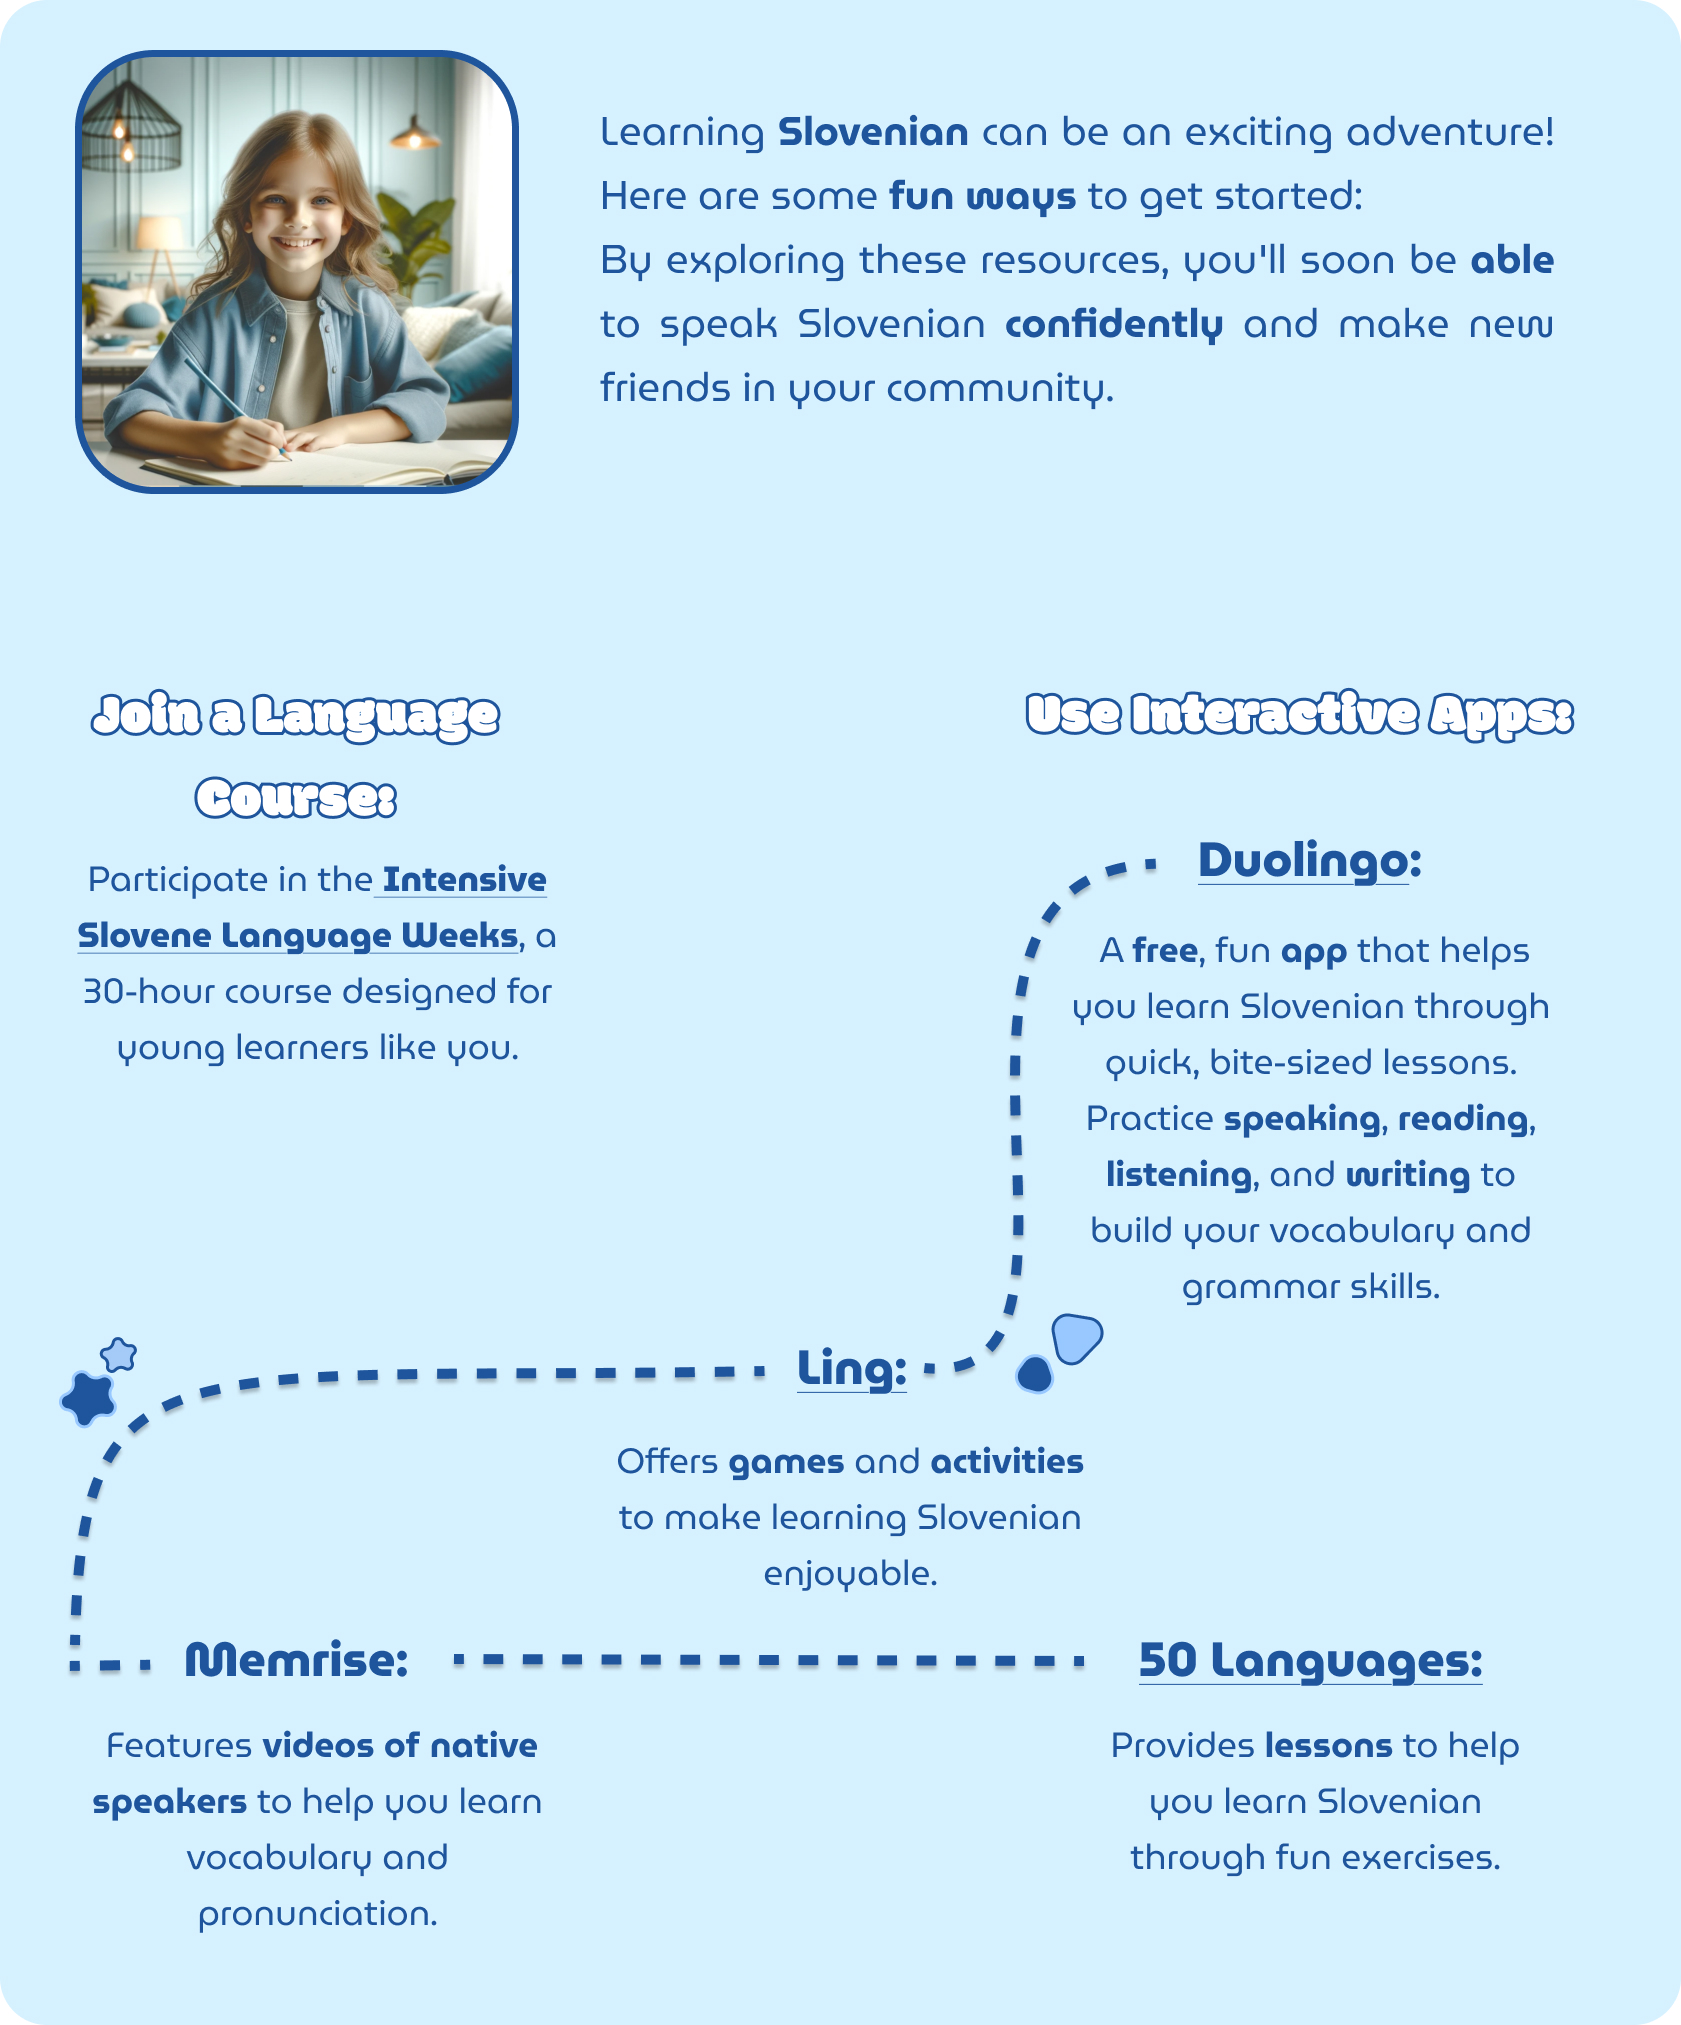 Learning Slovenian can be an exciting adventure!
Here are some fun ways to get started:
By exploring these resources, you'll soon be able
to speak Slovenian confidently and make new
friends in your community.
Join a Language
Course:
Participate in the Intensive
Slovene Language Weeks, a
30-hour course designed for
young learners like you.
Use Interactive Apps:
Duolingo:
A free, fun app that helps
you learn Slovenian through
quick, bite-sized lessons.
Practice speaking, reading,
listening, and writing to
build your vocabulary and
grammar skills.
Ling:
Offers games and activities
to make learning Slovenian
enjoyable.
Memrise:
Features videos of native
speakers to help you learn
vocabulary and
pronunciation.
50 Languages:
Provides lessons to help
you learn Slovenian
through fun exercises.